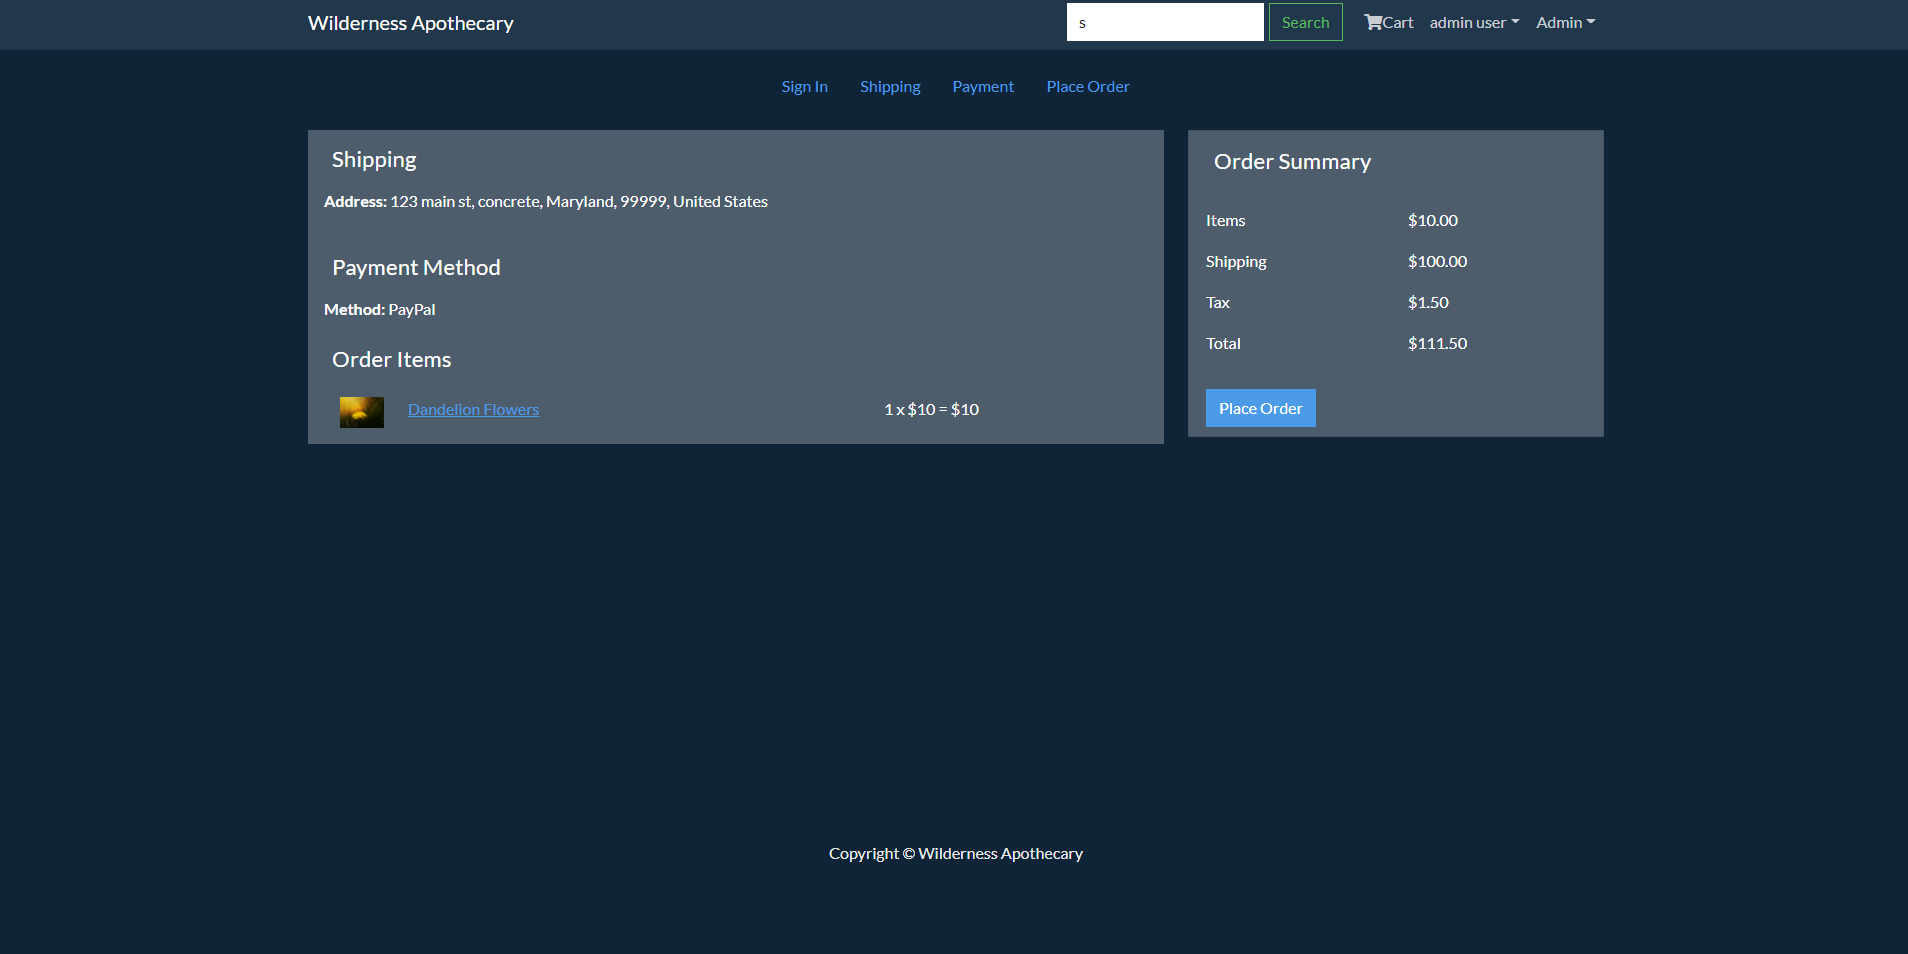 Wilderness Apothecary
s
Search
Cart
admin user
Admin
Sign In
Shipping
Payment
Place Order
Shipping
Address: 123 main st, concrete, Maryland, 99999, United States
Payment Method
Method: PayPal
Order Items
Dandelion Flowers
1 x $10 = $10
Order Summary
Items $10.00
Shipping $100.00
Tax $1.50
Total $111.50
Place Order
Copyright © Wilderness Apothecary